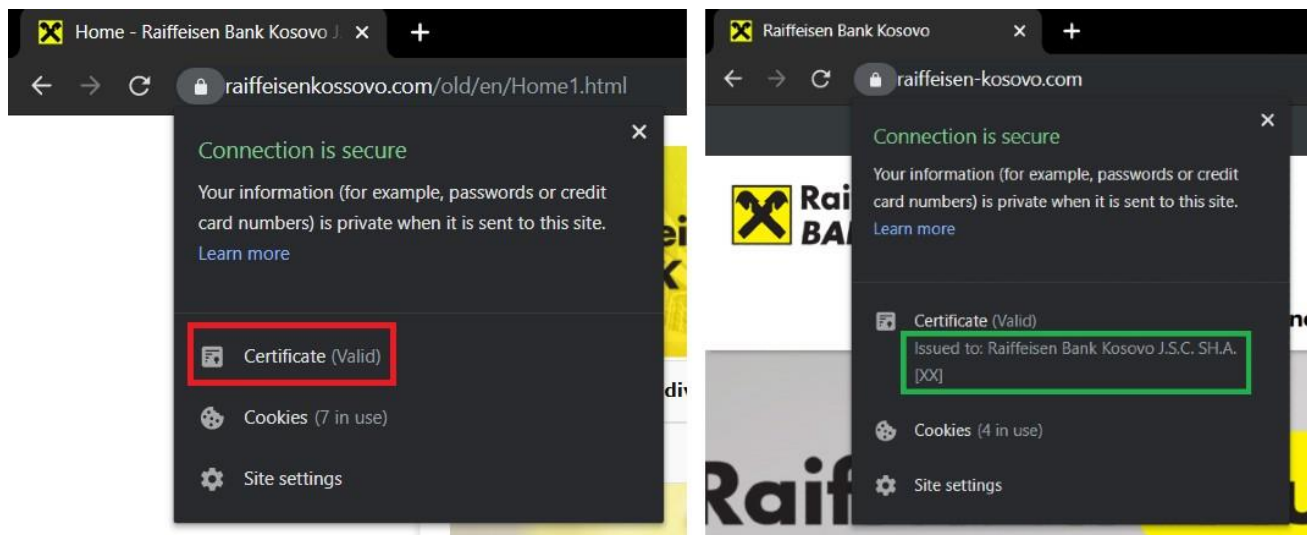 Home - Raiffeisen Bank Kosovo J
raiffeisenkossovo.com/old/en/Home1.html
Connection is secure
Your information (for example, passwords or credit
card numbers) is private when it is sent to this site.
Learn more
Certificate (Valid)
Cookies (7 in use)
Site settings
Raiffeisen Bank Kosovo
raiffeisen-kosovo.com
Rai
BA
Connection is secure
Your information (for example, passwords or credit
card numbers) is private when it is sent to this site.
Learn more
Certificate (Valid)
Issued to: Raiffeisen Bank Kosovo J.S.C. SH.A.
[XX]
Cookies (4 in use)
Site settings
Raif